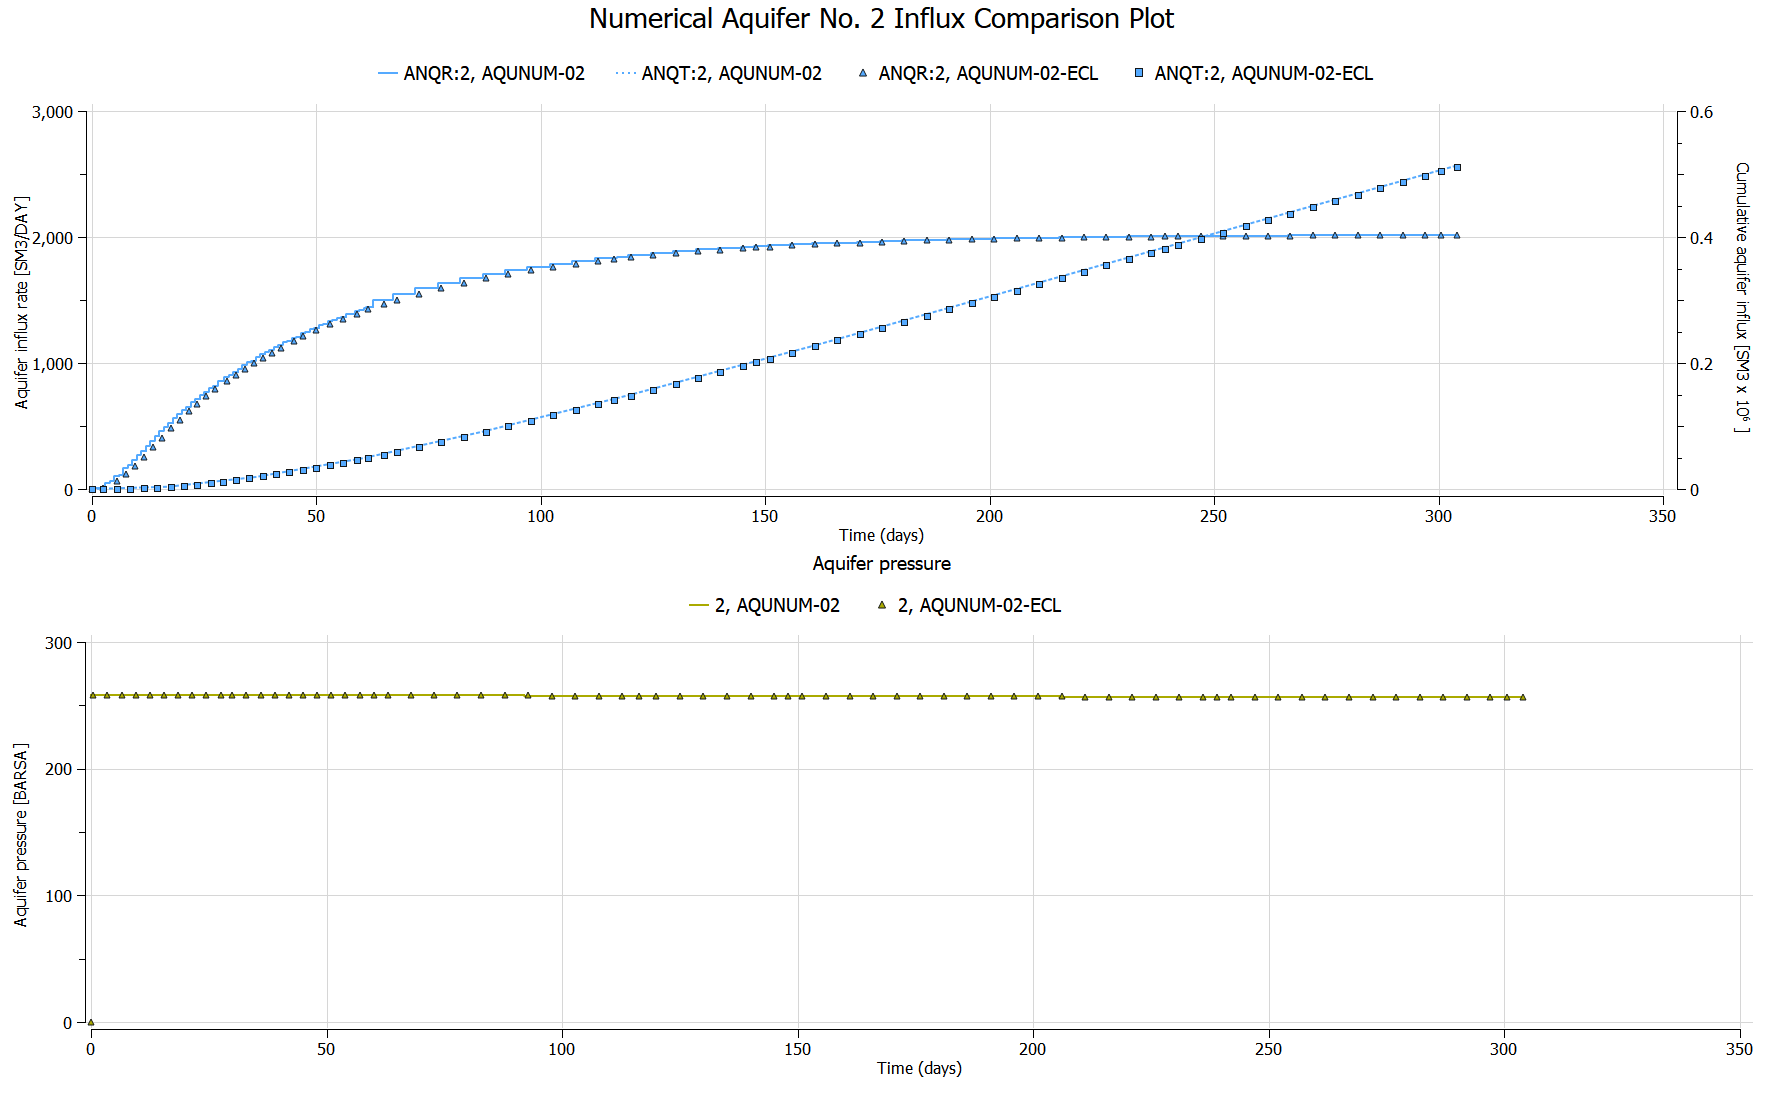 Numerical Aquifer No. 2 Influx Comparison Plot
ANQR:2, AQUNUM-02 ANQT:2, AQUNUM-02 ANQR:2, AQUNUM-02-ECL ANQT:2, AQUNUM-02-ECL
Aquifer influx rate [SM3/DAY]
3,000
2,000
1,000
0
0.6
0.4
0.2
0
Cumulative aquifer influx [SM3 x 10⁶ ]
0 50 100 150 200 250 300 350
Time (days)
Aquifer pressure
2, AQUNUM-02 2, AQUNUM-02-ECL
Aquifer pressure [BARSA]
300
200
100
0
0 50 100 150 200 250 300 350
Time (days)